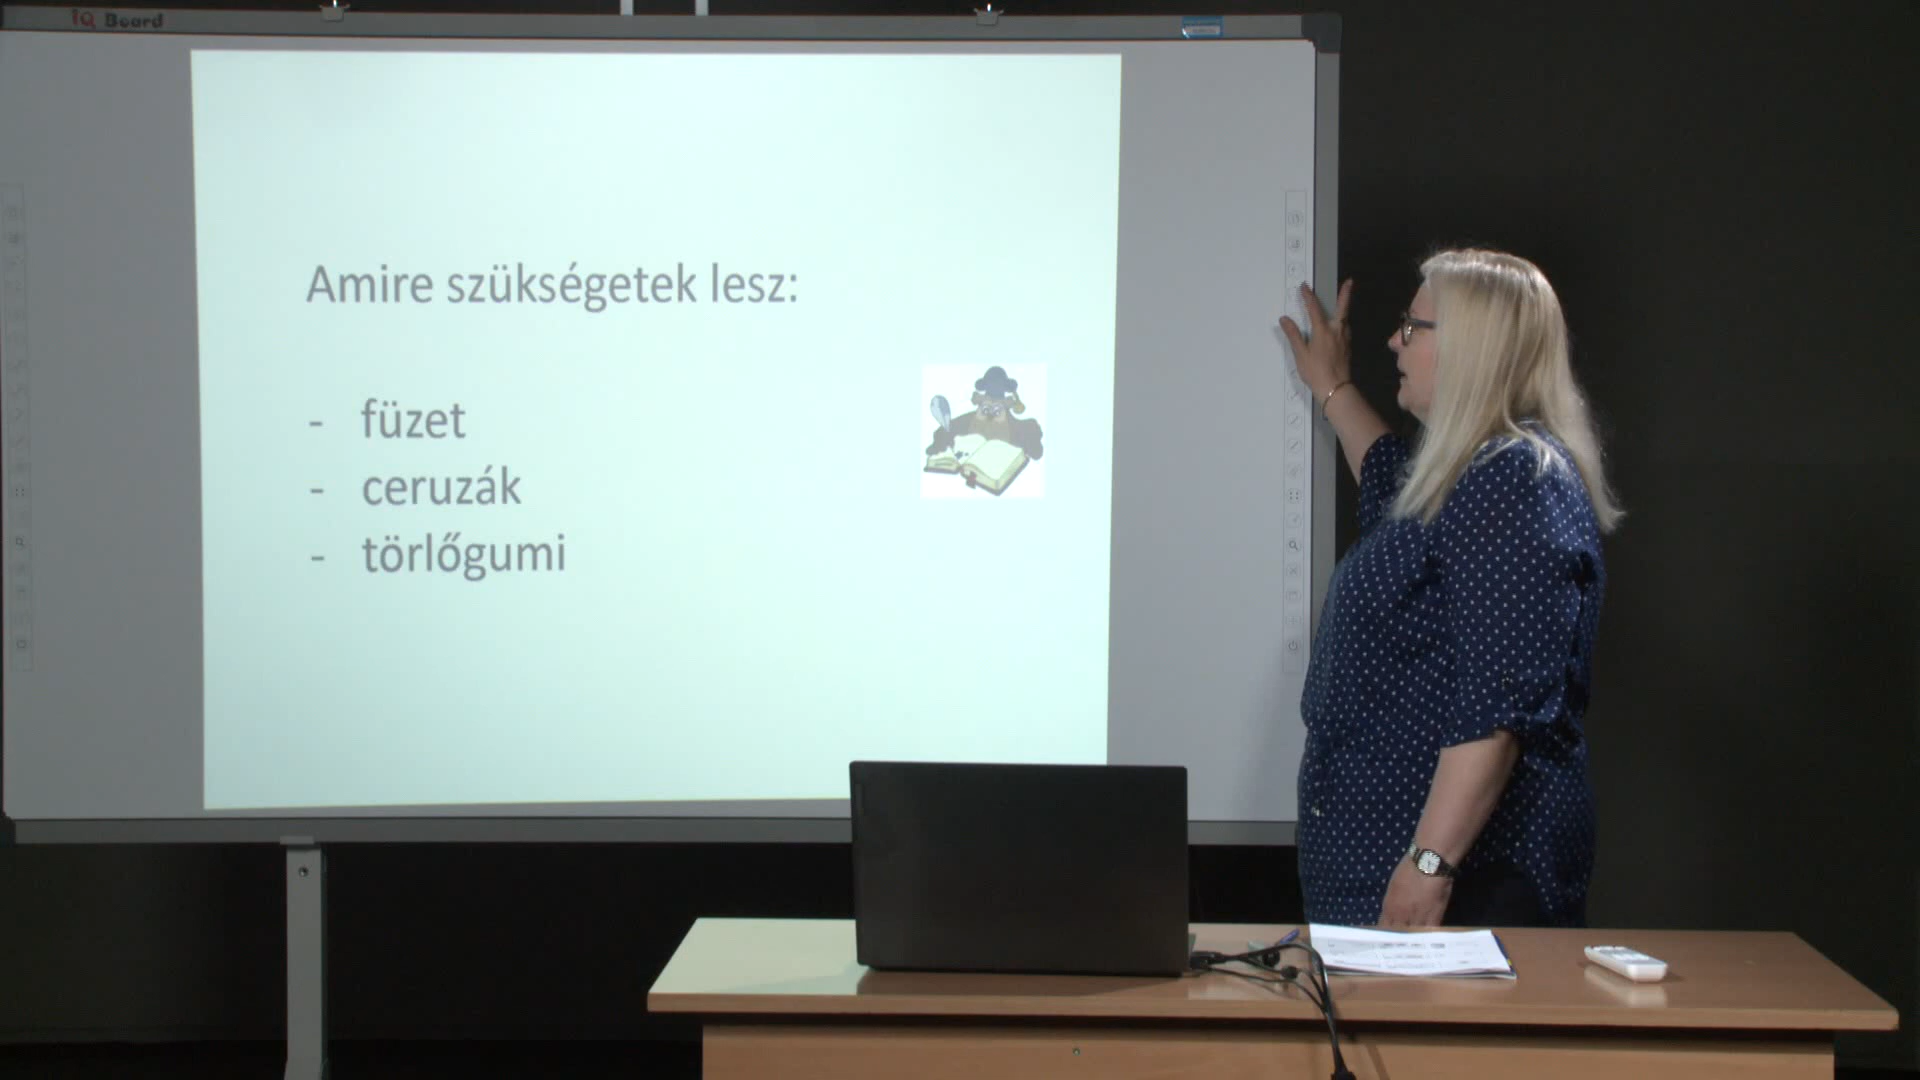 iQ Board
Amire szükségetek lesz:
- füzet
- ceruzák
- törlőgumi